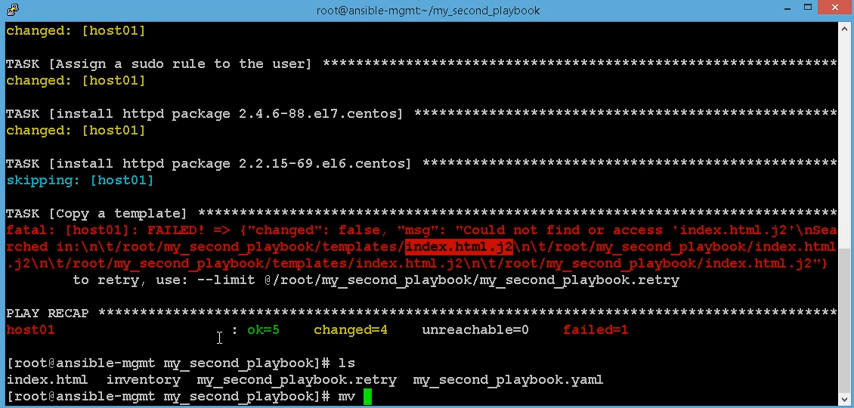 root@ansible-mgmt:~/my_second_playbook
changed: [host01]
TASK [Assign a sudo rule to the user] **************************************************************
changed: [host01]
TASK [install httpd package 2.4.6-88.el7.centos] ***************************************************
changed: [host01]
TASK [install httpd package 2.2.15-69.el6.centos] **************************************************
skipping: [host01]
TASK [Copy a template] *****************************************************************************
fatal: [host01]: FAILED! => {"changed": false, "msg": "Could not find or access 'index.html.j2'\nSea
rched in:\n\t/root/my_second_playbook/templates/index.html.j2\n\t/root/my_second_playbook/index.html
.j2\n\t/root/my_second_playbook/templates/index.html.j2\n\t/root/my_second_playbook/index.html.j2"}
to retry, use: --limit @/root/my_second_playbook/my_second_playbook.retry
PLAY RECAP *****************************************************************************************
host01 : ok=5 changed=4 unreachable=0 failed=1
[root@ansible-mgmt my_second_playbook]# ls
index.html inventory my_second_playbook.retry my_second_playbook.yaml
[root@ansible-mgmt my_second_playbook]# mv